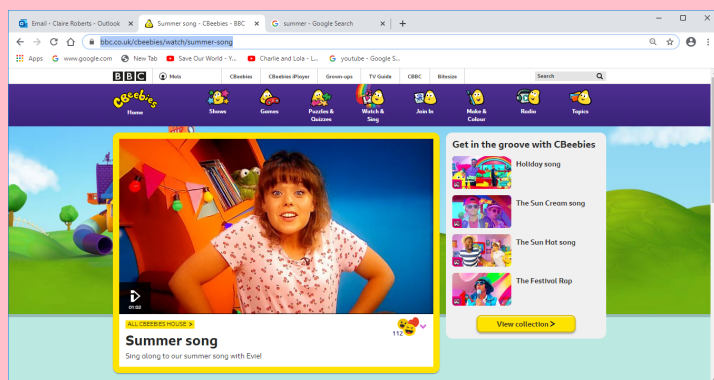 Email - Claire Roberts - Outlook
Summer song - CBeebies - BBC
summer - Google Search
bbc.co.uk/cbeebies/watch/summer-song
Apps
www.google.com
New Tab
Save Our World - Y...
Charlie and Lola - L...
youtube - Google S...
BBC
Mols
CBeebies
CBeebies iPlayer
Grown-ups
TV Guide
CBBC
Bitesize
Search
CBeebies
Home
Shows
Games
Puzzles &
Quizzes
Watch &
Sing
Join In
Make &
Colour
Radio
Topics
01:02
ALL CBEEBIES HOUSE >
112
Summer song
Sing along to our summer song with Evie!
Get in the groove with CBeebies
Holiday song
The Sun Cream song
The Sun Hat song
The Festival Rap
View collection >